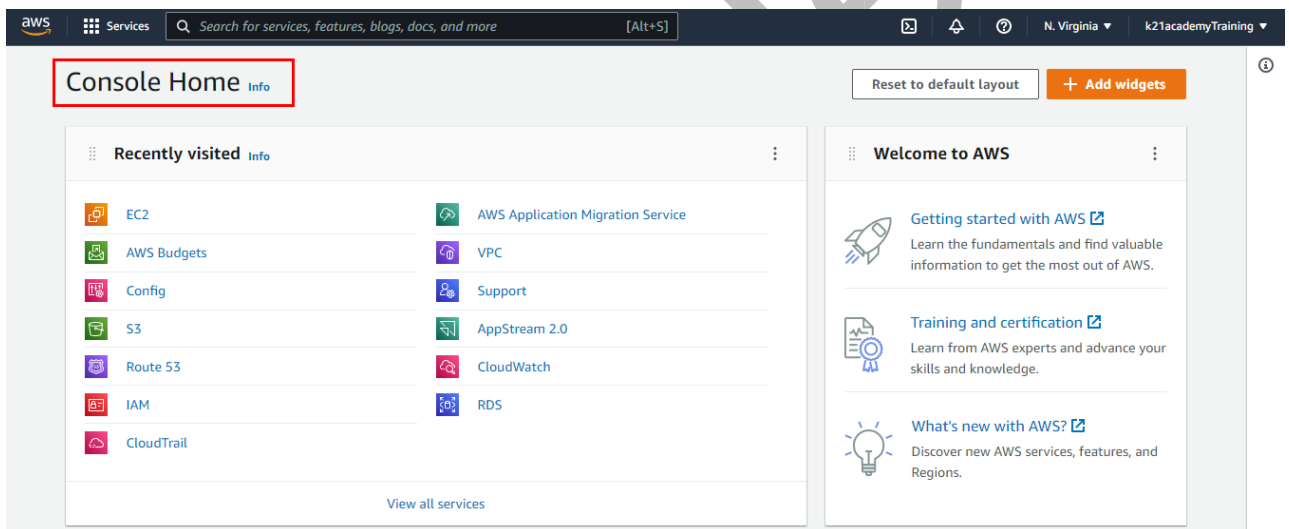 aws
Services
Search for services, features, blogs, docs, and more [Alt+S]
N. Virginia ▼
k21academyTraining ▼
Console Home Info
Reset to default layout
+ Add widgets
Recently visited Info
EC2
AWS Budgets
Config
S3
Route 53
IAM
CloudTrail
AWS Application Migration Service
VPC
Support
AppStream 2.0
CloudWatch
RDS
View all services
Welcome to AWS
Getting started with AWS
Learn the fundamentals and find valuable
information to get the most out of AWS.
Training and certification
Learn from AWS experts and advance your
skills and knowledge.
What's new with AWS?
Discover new AWS services, features, and
Regions.